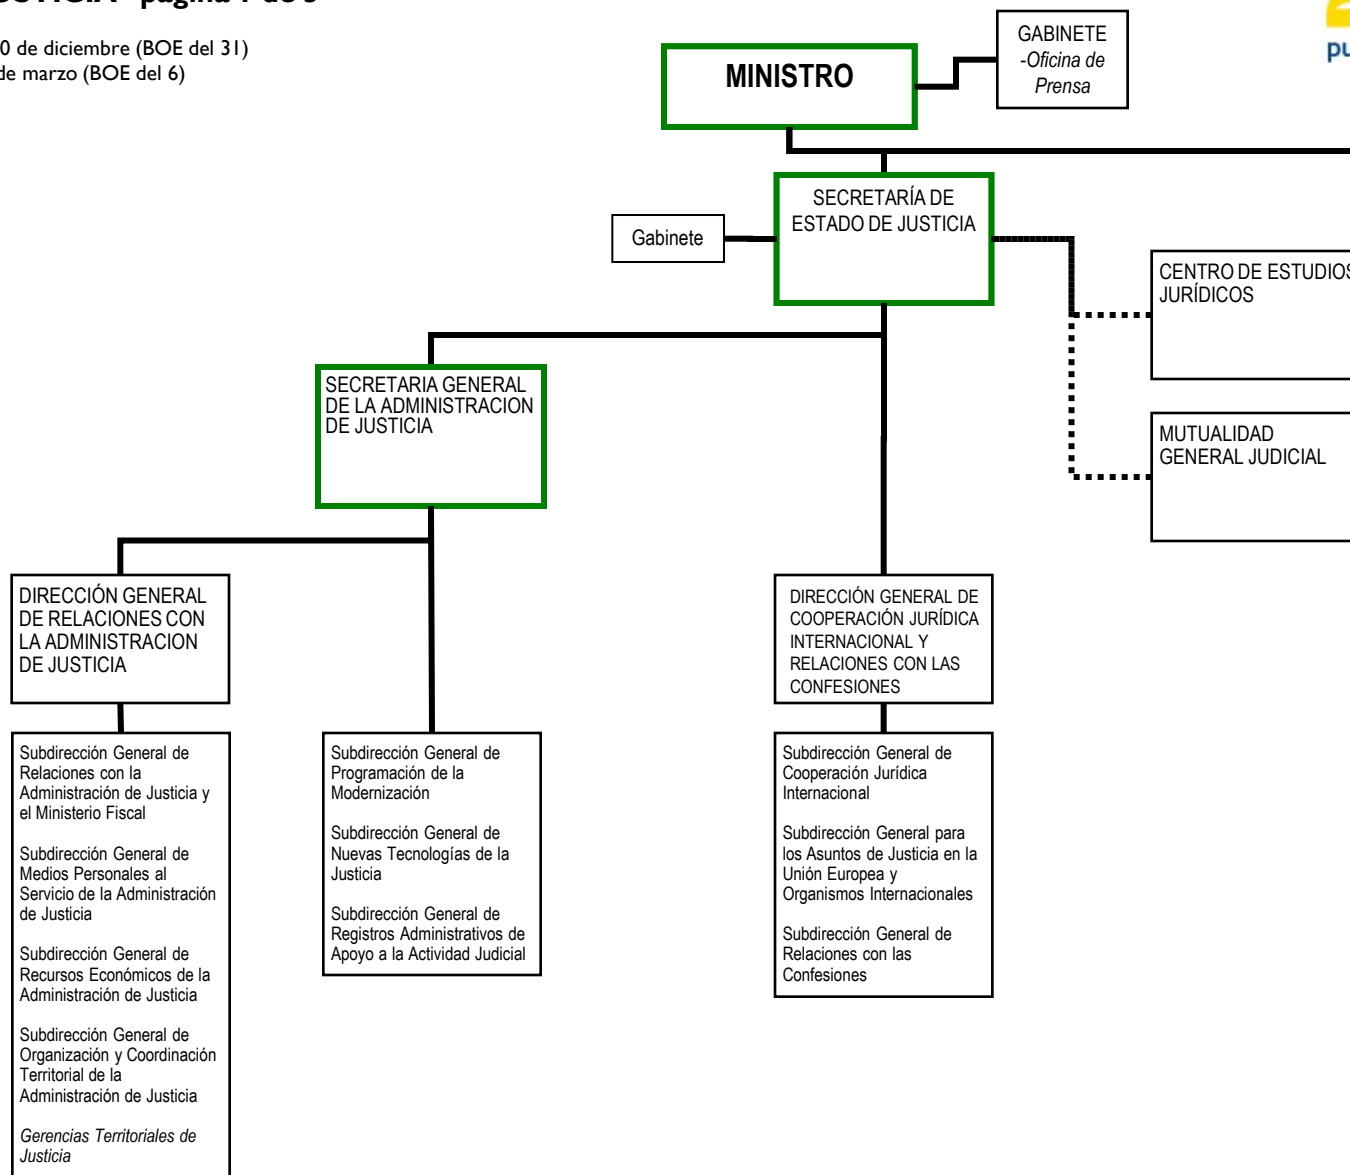 página 1 de 3
0 de diciembre (BOE del 31)
de marzo (BOE del 6)
MINISTRO
GABINETE
-Oficina de
Prensa
SECRETARÍA DE
ESTADO DE JUSTICIA
Gabinete
CENTRO DE ESTUDIOS
JURÍDICOS
MUTUALIDAD
GENERAL JUDICIAL
SECRETARIA GENERAL
DE LA ADMINISTRACION
DE JUSTICIA
DIRECCIÓN GENERAL
DE RELACIONES CON
LA ADMINISTRACION
DE JUSTICIA
DIRECCIÓN GENERAL DE
COOPERACIÓN JURÍDICA
INTERNACIONAL Y
RELACIONES CON LAS
CONFESIONES
Subdirección General de
Relaciones con la
Administración de Justicia y
el Ministerio Fiscal
Subdirección General de
Medios Personales al
Servicio de la Administración
de Justicia
Subdirección General de
Recursos Económicos de la
Administración de Justicia
Subdirección General de
Organización y Coordinación
Territorial de la
Administración de Justicia
Gerencias Territoriales de
Justicia
Subdirección General de
Programación de la
Modernización
Subdirección General de
Nuevas Tecnologías de la
Justicia
Subdirección General de
Registros Administrativos de
Apoyo a la Actividad Judicial
Subdirección General de
Cooperación Jurídica
Internacional
Subdirección General para
los Asuntos de Justicia en la
Unión Europea y
Organismos Internacionales
Subdirección General de
Relaciones con las
Confesiones